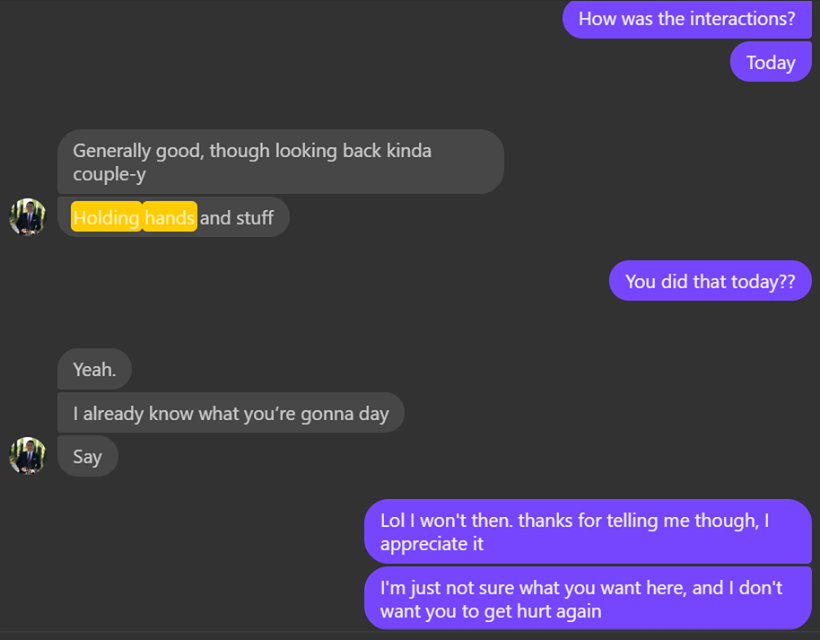 How was the interactions?
Today
Generally good, though looking back kinda
couple-y
Holding hands and stuff
You did that today??
Yeah.
I already know what you’re gonna day
Say
Lol I won't then. thanks for telling me though, I
appreciate it
I'm just not sure what you want here, and I don't
want you to get hurt again